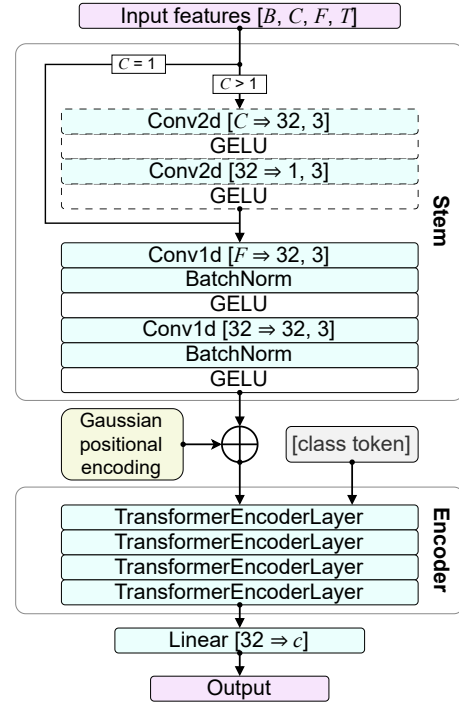 Input features [B, C, F, T]
C = 1
C > 1
Conv2d [C ⇒ 32, 3]
GELU
Conv2d [32 ⇒ 1, 3]
GELU
Stem
Conv1d [F ⇒ 32, 3]
BatchNorm
GELU
Conv1d [32 ⇒ 32, 3]
BatchNorm
GELU
Gaussian
positional
encoding
[class token]
Encoder
TransformerEncoderLayer
TransformerEncoderLayer
TransformerEncoderLayer
TransformerEncoderLayer
Linear [32 ⇒ c]
Output